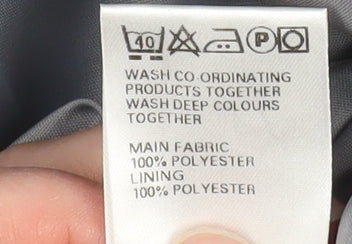 40 P
WASH CO-ORDINATING
PRODUCTS TOGETHER
WASH DEEP COLOURS
TOGETHER
MAIN FABRIC
100% POLYESTER
LINING
100% POLYESTER